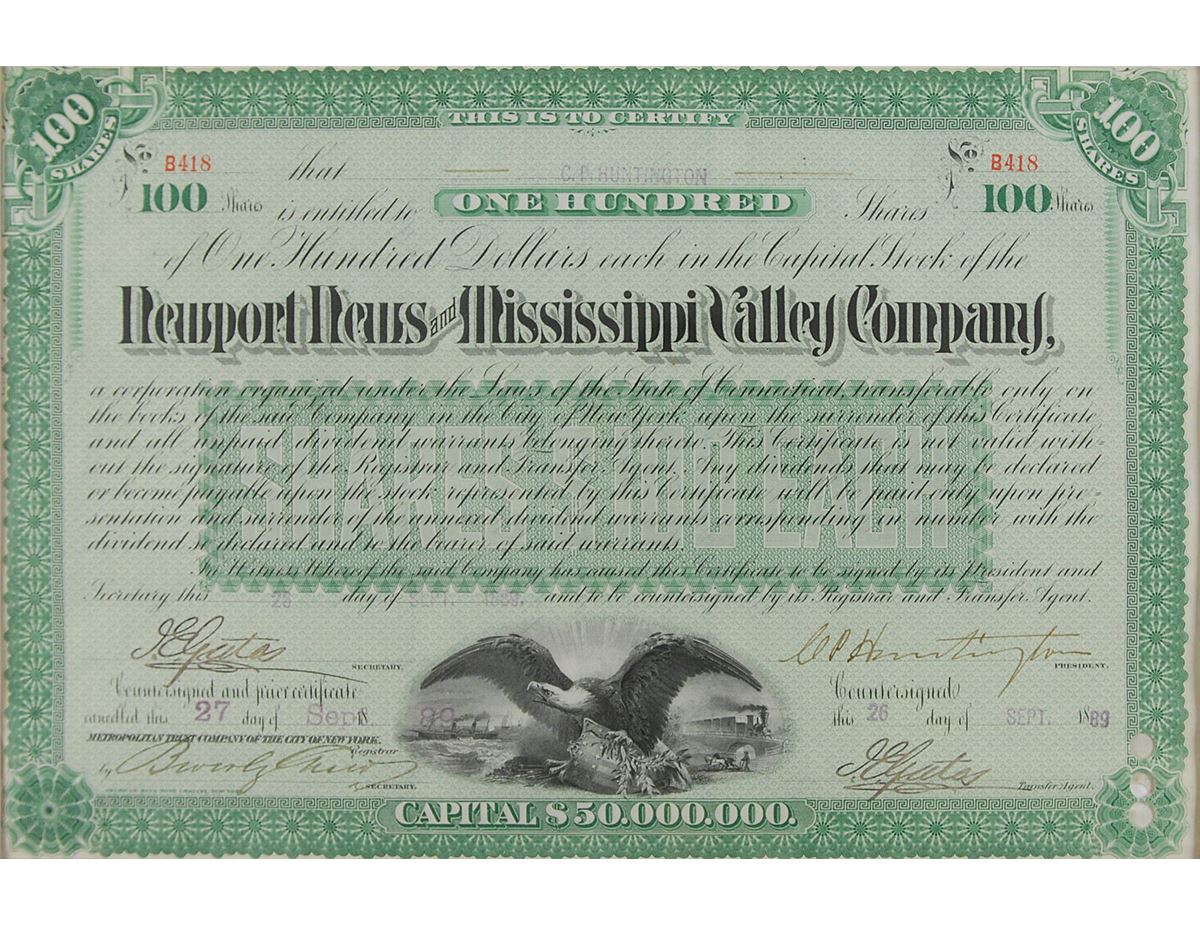 THIS IS TO CERTIFY
100 SHARES
100 SHARES
No B418
No B418
that C. P. HUNTINGTON
100 Shares
100 Shares
is entitled to ONE HUNDRED Shares
of One Hundred Dollars each in the Capital Stock of the
Newport News and Mississippi Valley Company,
a corporation organized under the Laws of the State of Connecticut, transferable only on
the books of the said Company in the City of New York upon the surrender of this Certificate
and all unpaid dividend warrants belonging thereto. This Certificate is not valid with-
out the signature of the Registrar and Transfer Agent. Any dividends that may be declared
or become payable upon the stock represented by this Certificate will be paid only upon pre-
sentation and surrender of the annexed dividend warrants corresponding in number with the
dividend so declared and to the bearer of said warrants.
SHARES $100 EACH
In Witness Whereof the said Company has caused this Certificate to be signed by its President and
Secretary this 26 day of SEPT. 1889. and to be countersigned by its Registrar and Transfer Agent.
SECRETARY.
C P Huntington
PRESIDENT.
Countersigned and prior certificate
cancelled this 27 day of Sept 18 89
METROPOLITAN TRUST COMPANY OF THE CITY OF NEW YORK,
Registrar
by
SECRETARY.
Countersigned
this 26 day of SEPT. 1889
Transfer Agent.
CAPITAL $50.000.000.